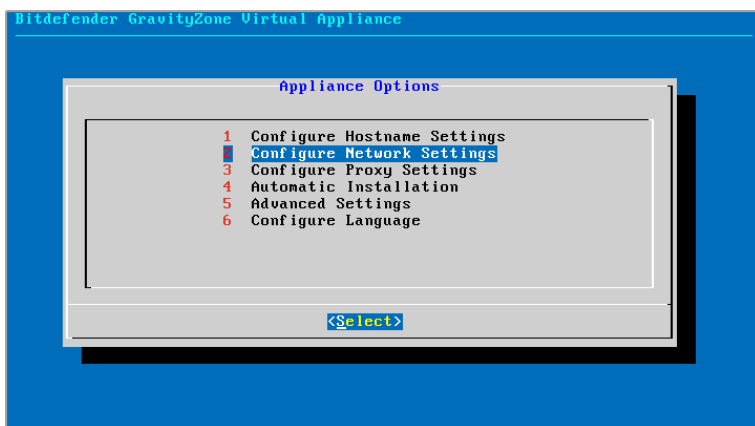 Bitdefender GravityZone Virtual Appliance
Appliance Options
1 Configure Hostname Settings
2 Configure Network Settings
3 Configure Proxy Settings
4 Automatic Installation
5 Advanced Settings
6 Configure Language
<Select>